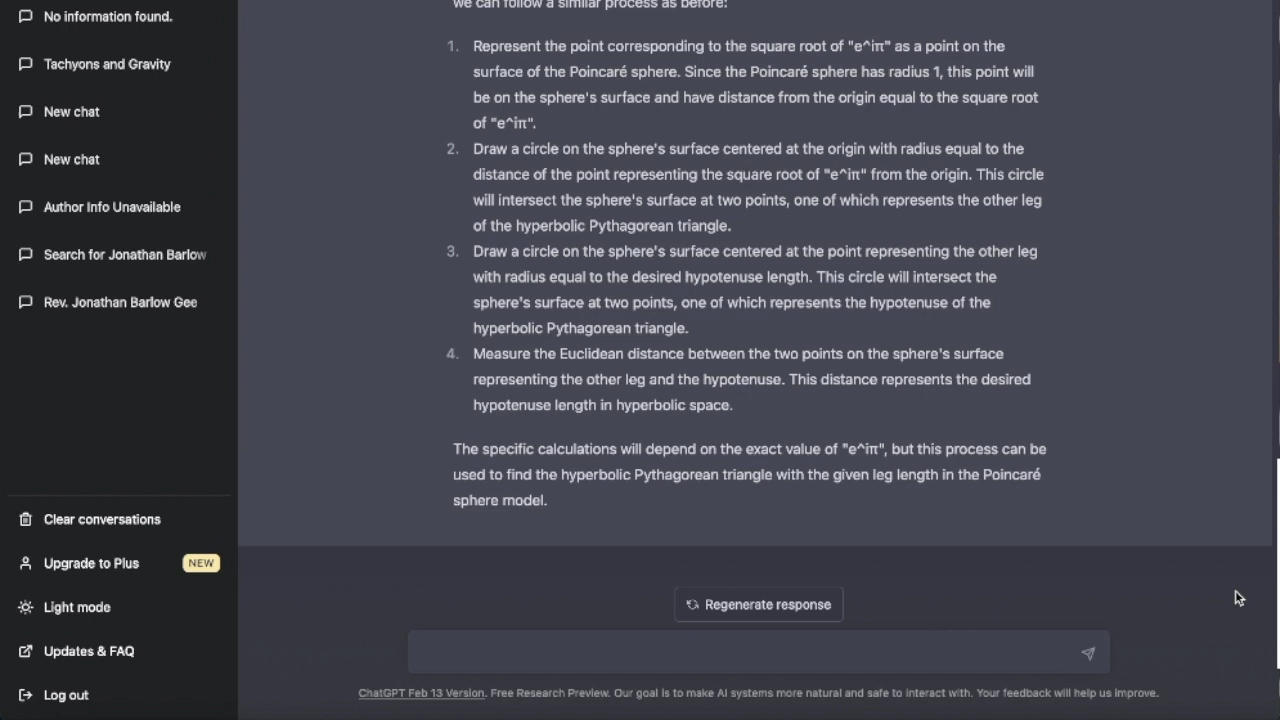 No information found.
Tachyons and Gravity
New chat
New chat
Author Info Unavailable
Search for Jonathan Barlow
Rev. Jonathan Barlow Gee
Clear conversations
Upgrade to Plus NEW
Light mode
Updates & FAQ
Log out
we can follow a similar process as before:
1. Represent the point corresponding to the square root of "e^iπ" as a point on the
surface of the Poincaré sphere. Since the Poincaré sphere has radius 1, this point will
be on the sphere's surface and have distance from the origin equal to the square root
of "e^iπ".
2. Draw a circle on the sphere's surface centered at the origin with radius equal to the
distance of the point representing the square root of "e^iπ" from the origin. This circle
will intersect the sphere's surface at two points, one of which represents the other leg
of the hyperbolic Pythagorean triangle.
3. Draw a circle on the sphere's surface centered at the point representing the other leg
with radius equal to the desired hypotenuse length. This circle will intersect the
sphere's surface at two points, one of which represents the hypotenuse of the
hyperbolic Pythagorean triangle.
4. Measure the Euclidean distance between the two points on the sphere's surface
representing the other leg and the hypotenuse. This distance represents the desired
hypotenuse length in hyperbolic space.
The specific calculations will depend on the exact value of "e^iπ", but this process can be
used to find the hyperbolic Pythagorean triangle with the given leg length in the Poincaré
sphere model.
Regenerate response
ChatGPT Feb 13 Version. Free Research Preview. Our goal is to make AI systems more natural and safe to interact with. Your feedback will help us improve.